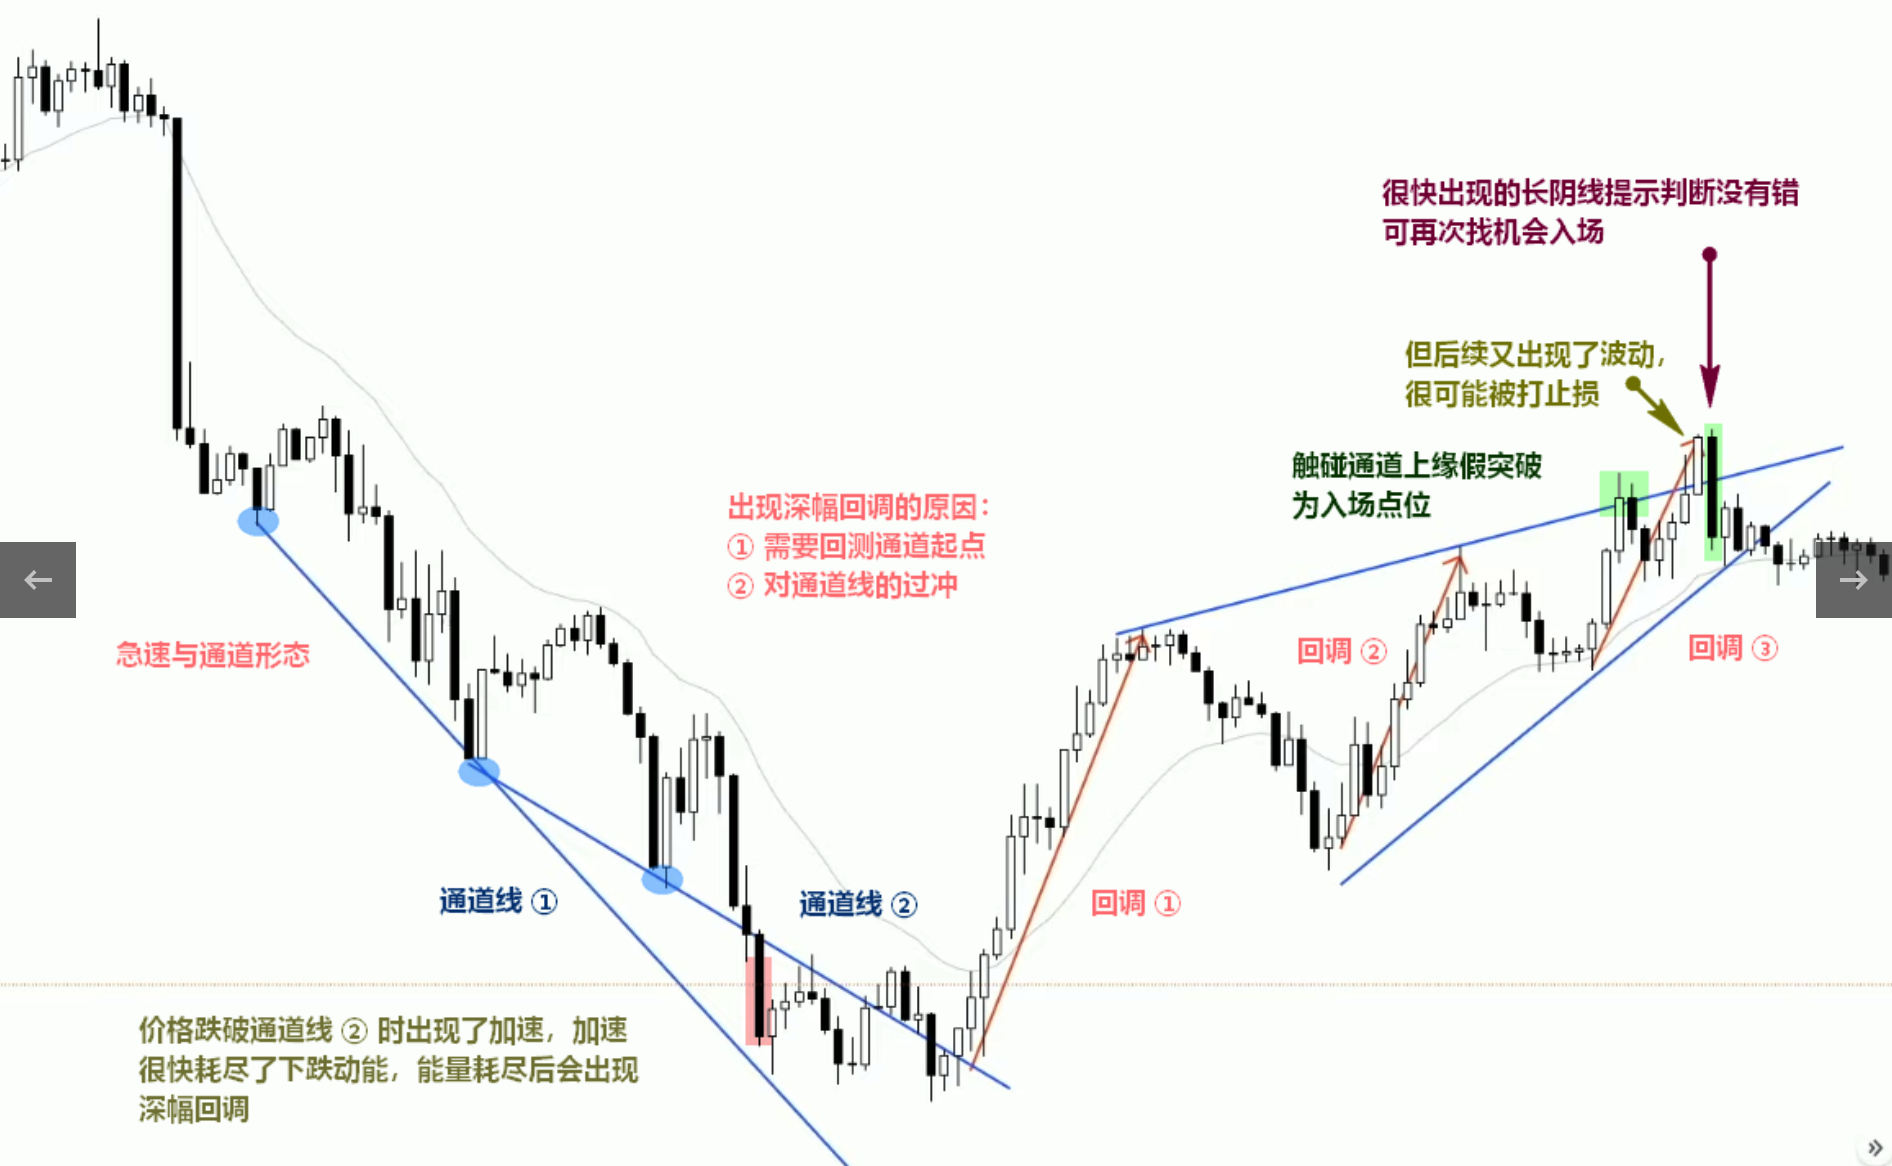 很快出现的长阴线提示判断没有错
可再次找机会入场
但后续又出现了波动，
很可能被打止损
触碰通道上缘假突破
为入场点位
出现深幅回调的原因：
① 需要回测通道起点
② 对通道线的过冲
急速与通道形态
回调 ②
回调 ③
通道线 ①
通道线 ②
回调 ①
价格跌破通道线 ② 时出现了加速，加速
很快耗尽了下跌动能，能量耗尽后会出现
深幅回调